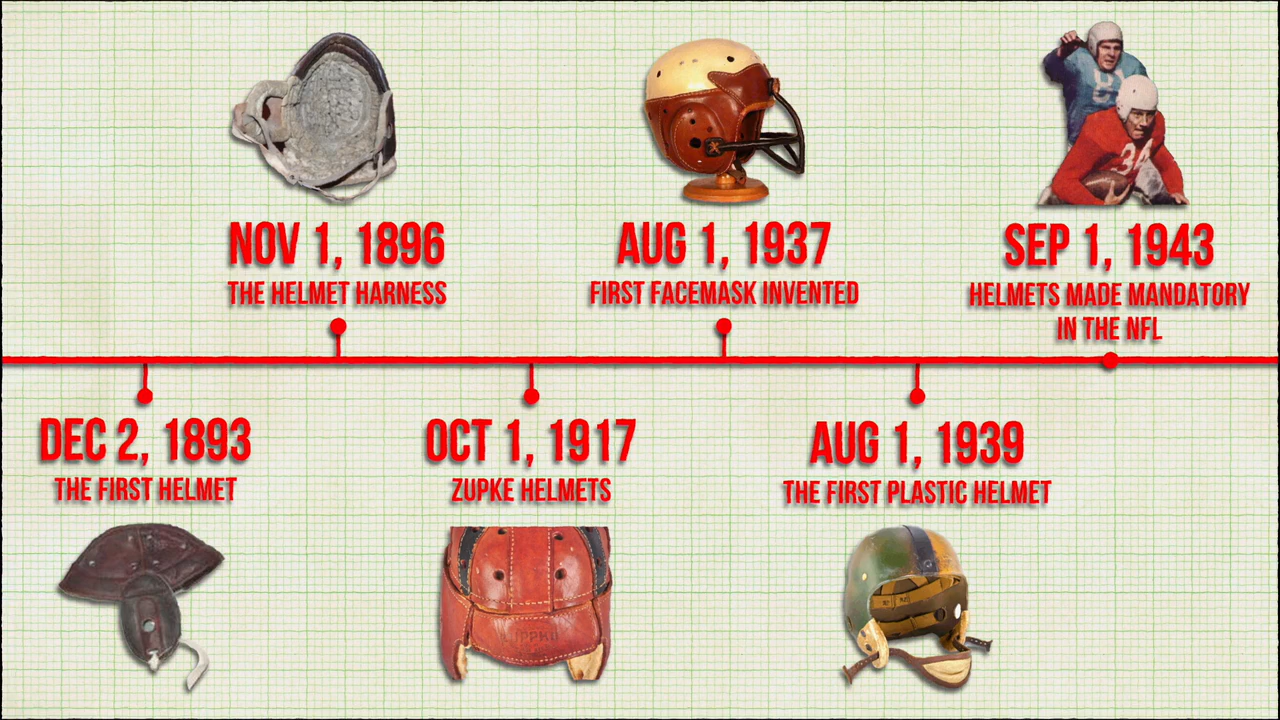 NOV 1, 1896
THE HELMET HARNESS
AUG 1, 1937
FIRST FACEMASK INVENTED
SEP 1, 1943
HELMETS MADE MANDATORY
IN THE NFL
DEC 2, 1893
THE FIRST HELMET
OCT 1, 1917
ZUPKE HELMETS
AUG 1, 1939
THE FIRST PLASTIC HELMET
34